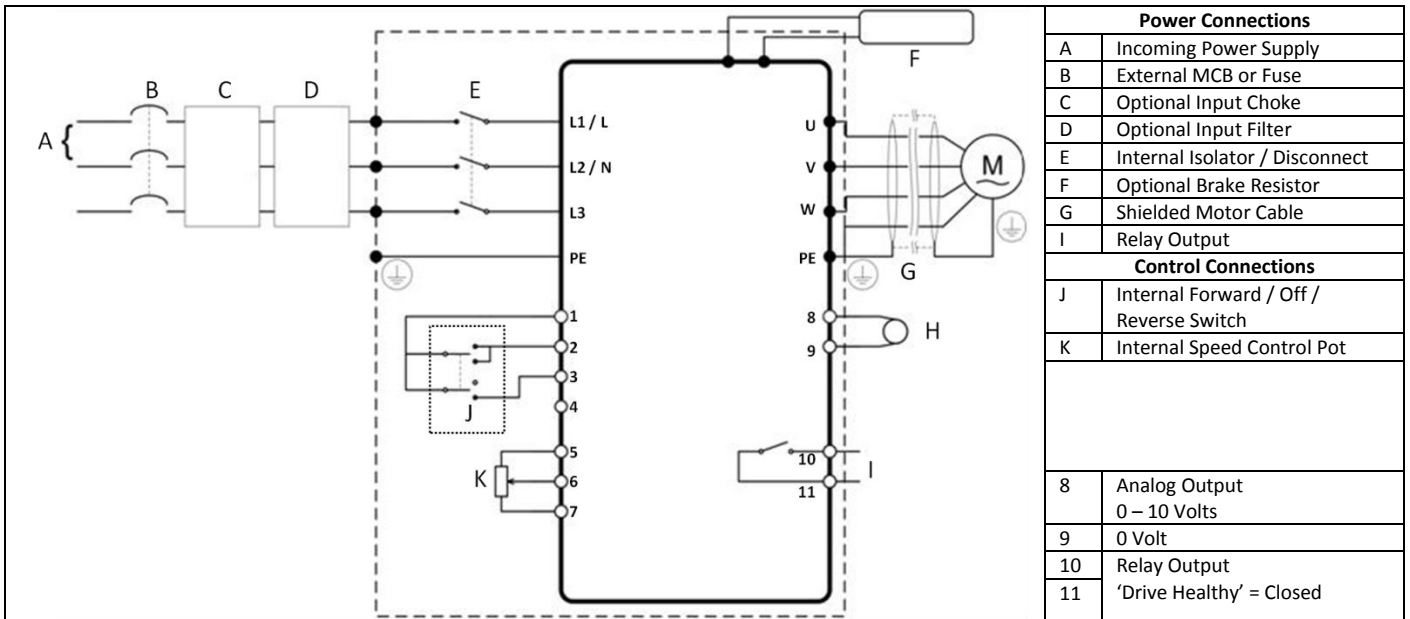 A
B
C
D
E
F
G
H
I
J
K
M
L1 / L
L2 / N
L3
PE
U
V
W
PE
1
2
3
4
5
6
7
8
9
10
11
Power Connections
A Incoming Power Supply
B External MCB or Fuse
C Optional Input Choke
D Optional Input Filter
E Internal Isolator / Disconnect
F Optional Brake Resistor
G Shielded Motor Cable
I Relay Output
Control Connections
J Internal Forward / Off /
Reverse Switch
K Internal Speed Control Pot
8 Analog Output
0 – 10 Volts
9 0 Volt
10 Relay Output
11 ‘Drive Healthy’ = Closed